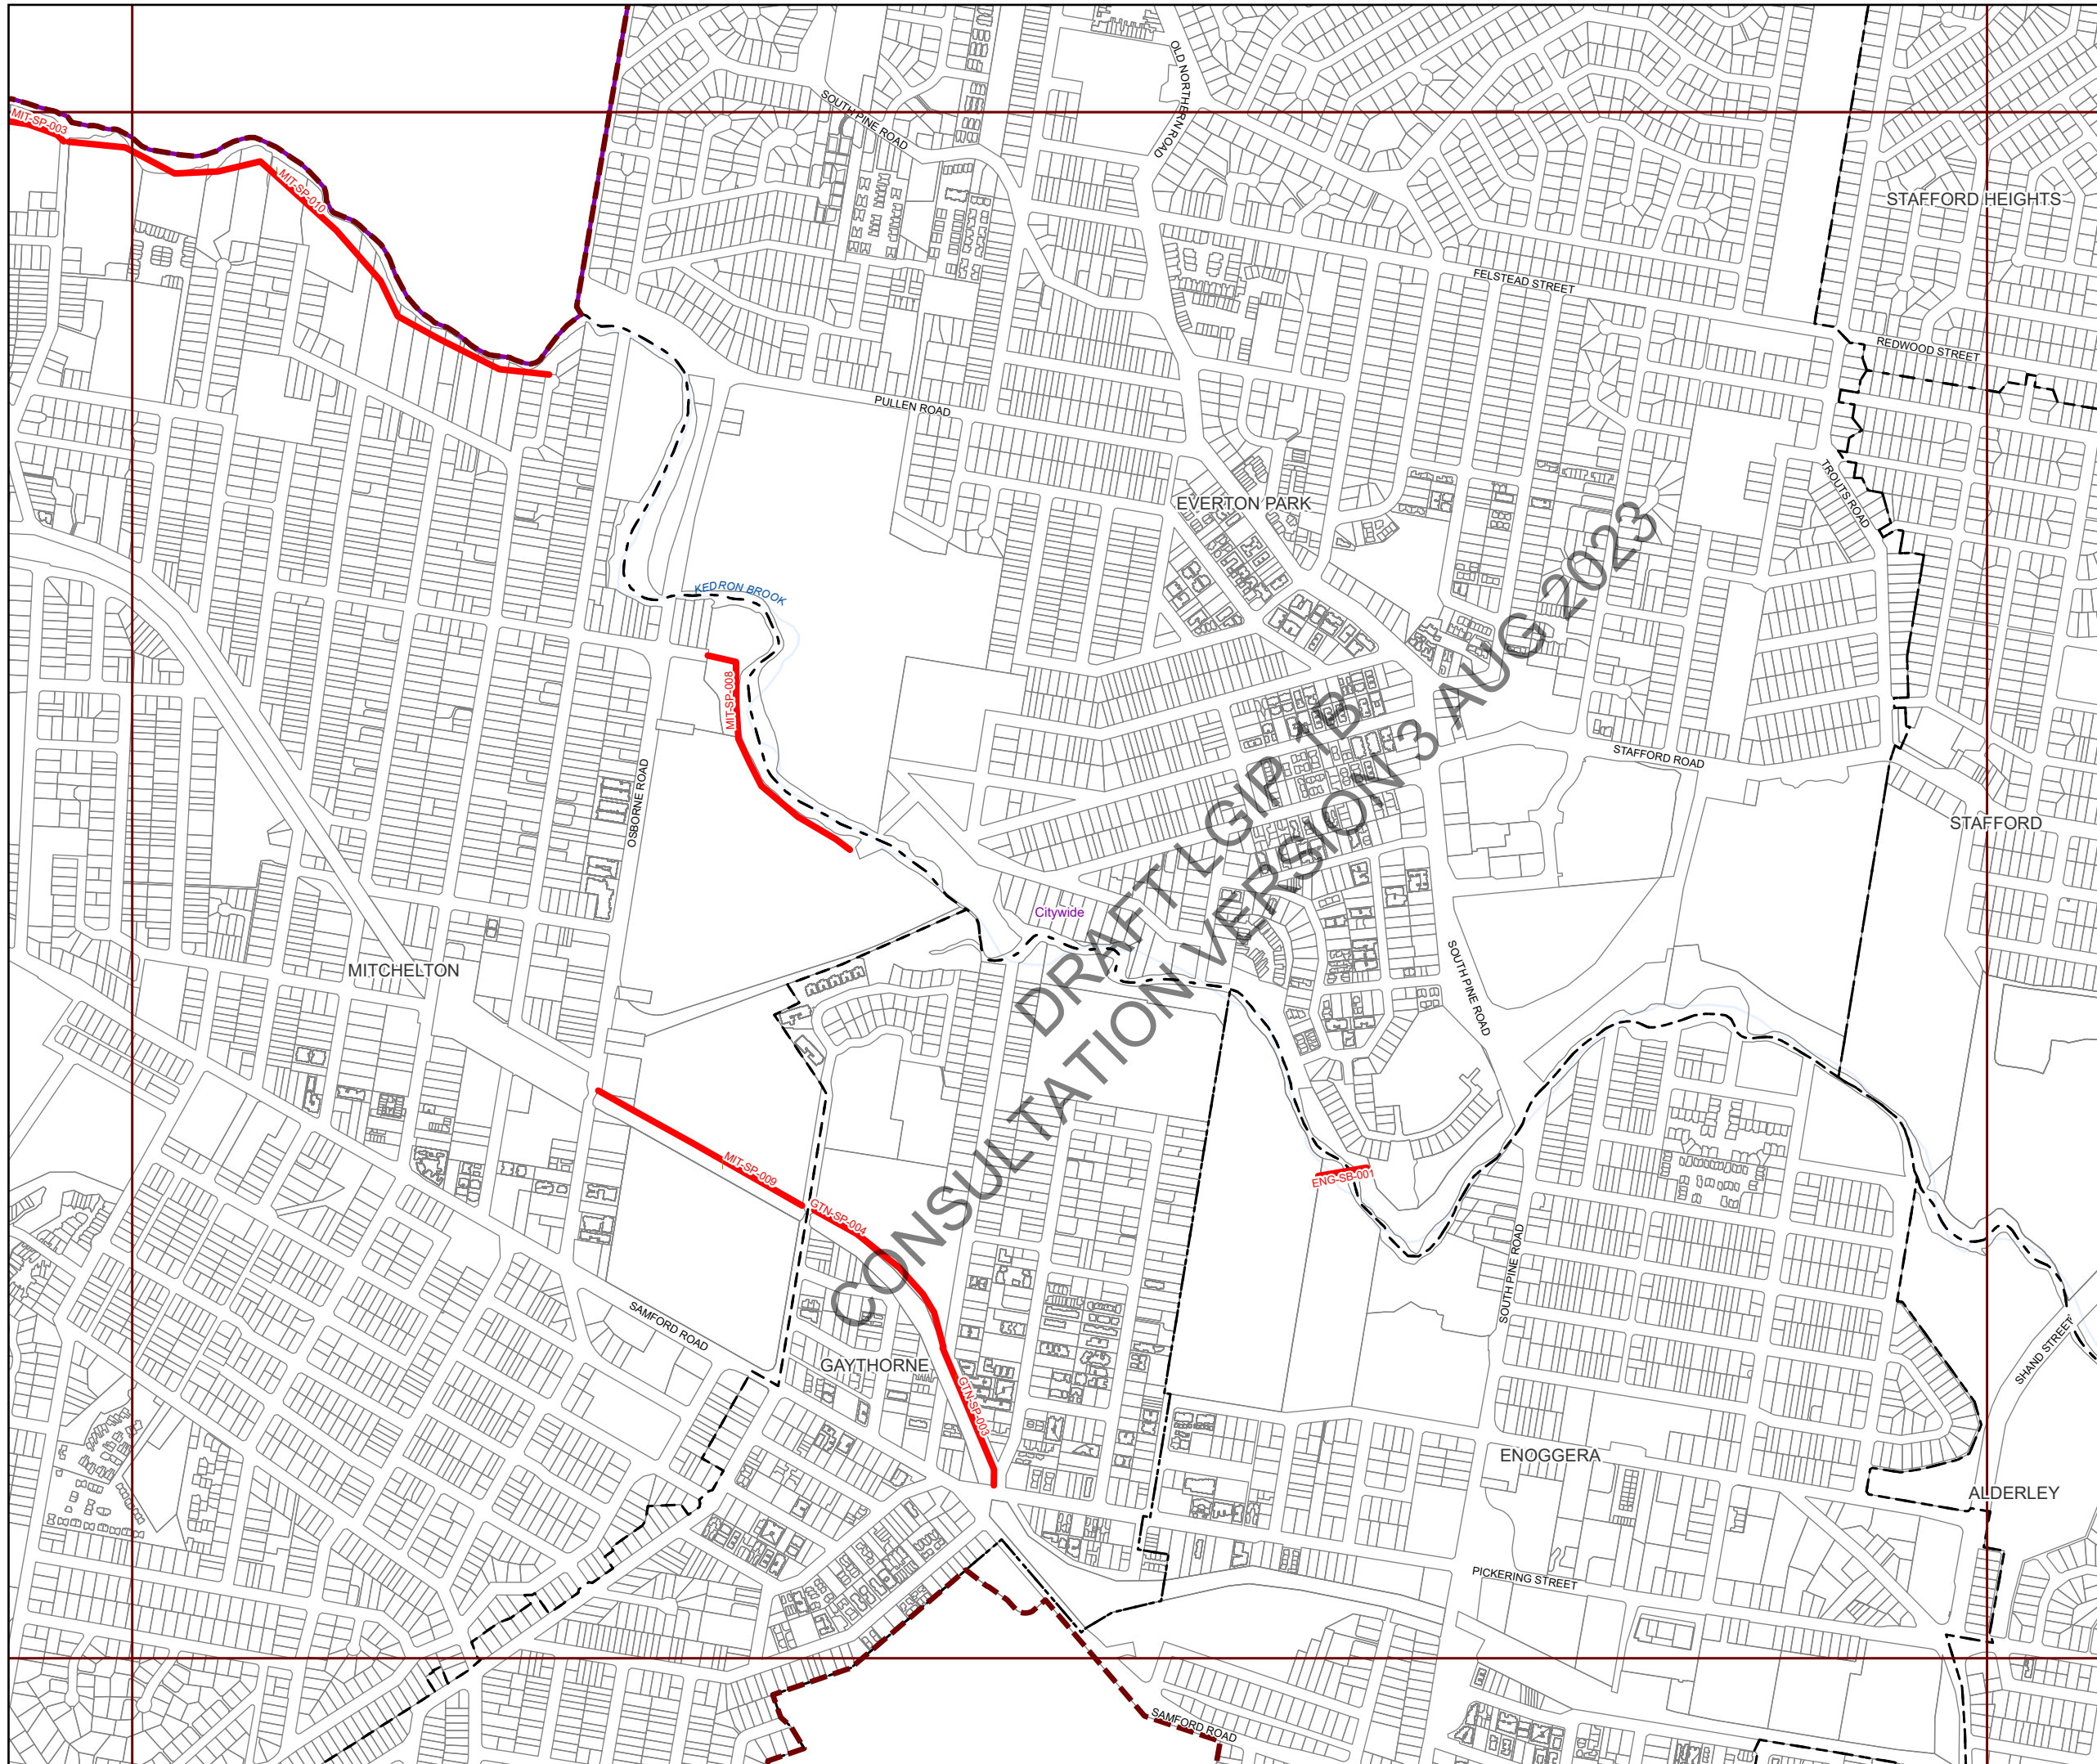 OLD NORTHERN ROAD
SOUTH PINE ROAD
MIT-SP-003
MIT-SP-010
STAFFORD HEIGHTS
FELSTEAD STREET
REDWOOD STREET
PULLEN ROAD
TROUTS ROAD
EVERTON PARK
KEDRON BROOK
MIT-SP-008
OSBORNE ROAD
STAFFORD ROAD
STAFFORD
Citywide
MITCHELTON
SOUTH PINE ROAD
DRAFT LGIP 1B
CONSULTATION VERSION 3 AUG 2023
MIT-SP-009
ENG-SB-001
GTN-SP-004
SOUTH PINE ROAD
SAMFORD ROAD
SHAND STREET
GAYTHORNE
GTN-SP-003
ENOGGERA
ALDERLEY
PICKERING STREET
SAMFORD ROAD